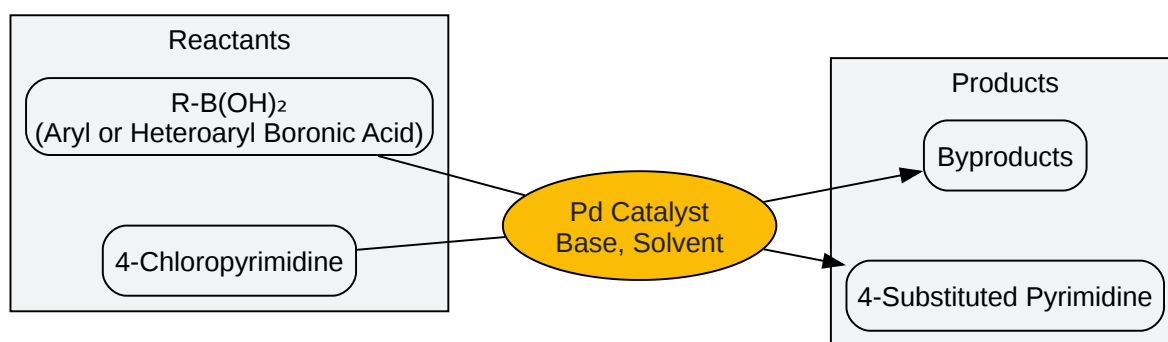 Reactants
R-B(OH)₂
(Aryl or Heteroaryl Boronic Acid)
4-Chloropyrimidine
Pd Catalyst
Base, Solvent
Products
Byproducts
4-Substituted Pyrimidine